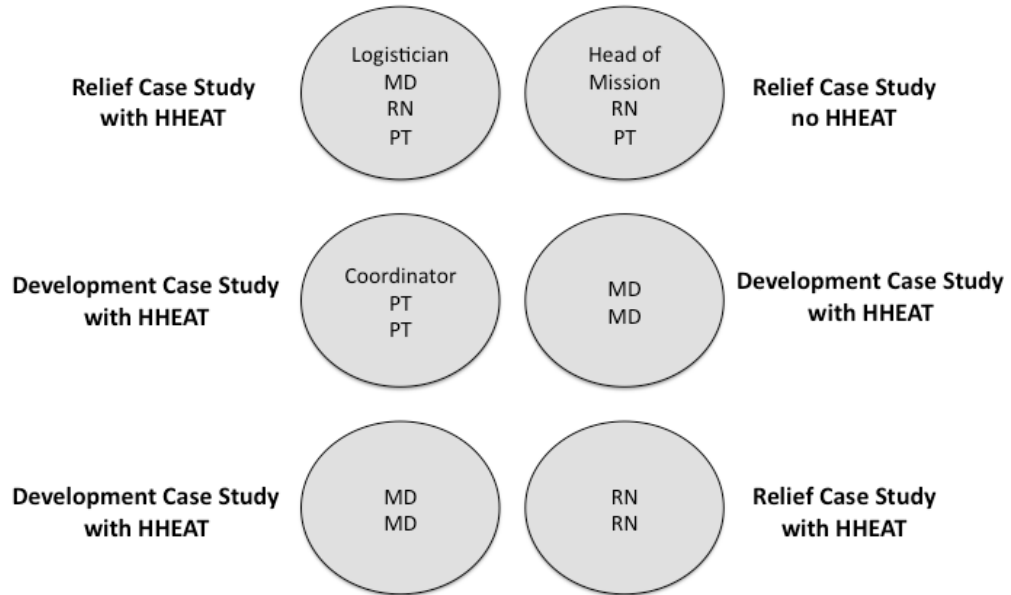 Relief Case Study
with HHEAT
Logistician
MD
RN
PT
Head of
Mission
RN
PT
Relief Case Study
no HHEAT
Development Case Study
with HHEAT
Coordinator
PT
PT
MD
MD
Development Case Study
with HHEAT
Development Case Study
with HHEAT
MD
MD
RN
RN
Relief Case Study
with HHEAT